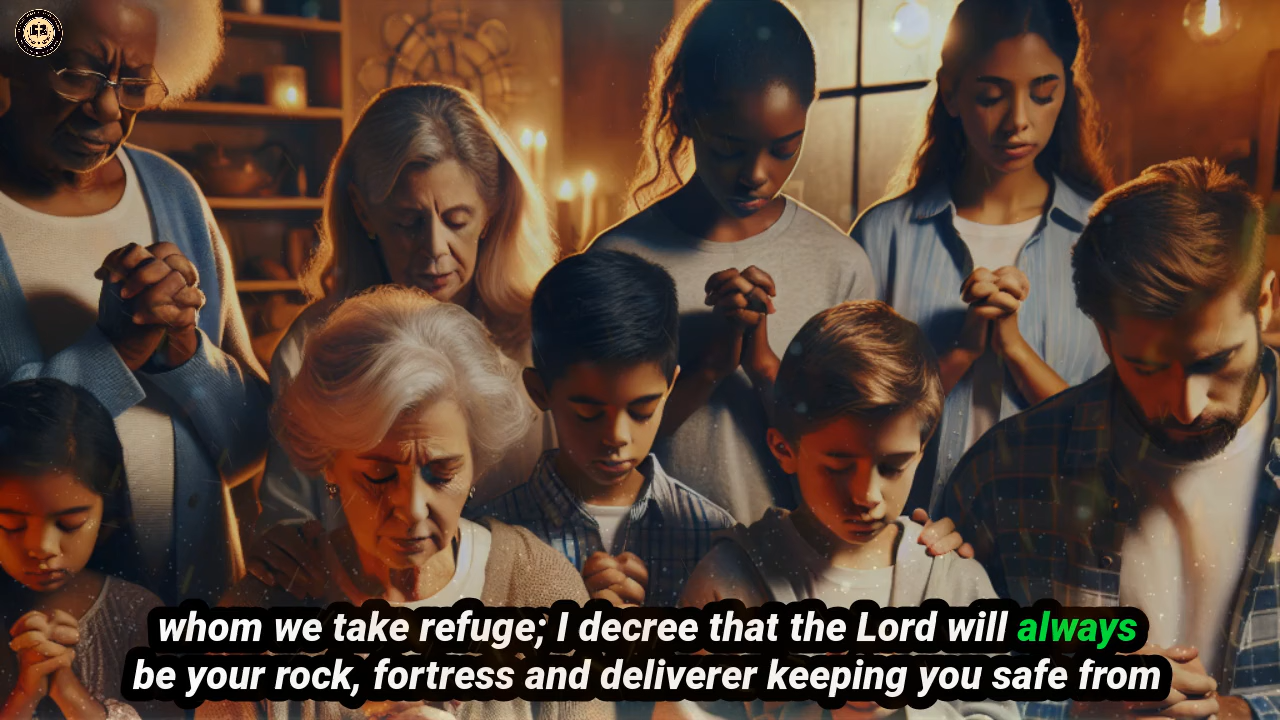 whom we take refuge; I decree that the Lord will always
be your rock, fortress and deliverer keeping you safe from